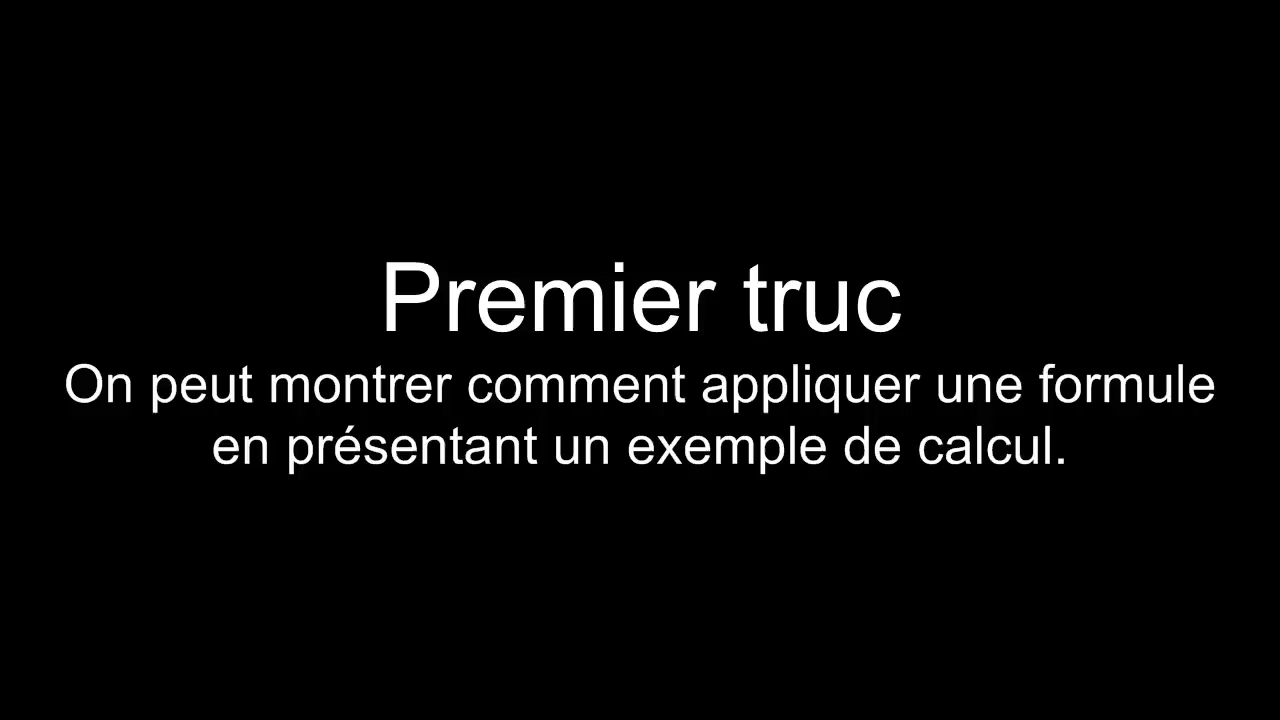 Premier truc
On peut montrer comment appliquer une formule
en présentant un exemple de calcul.